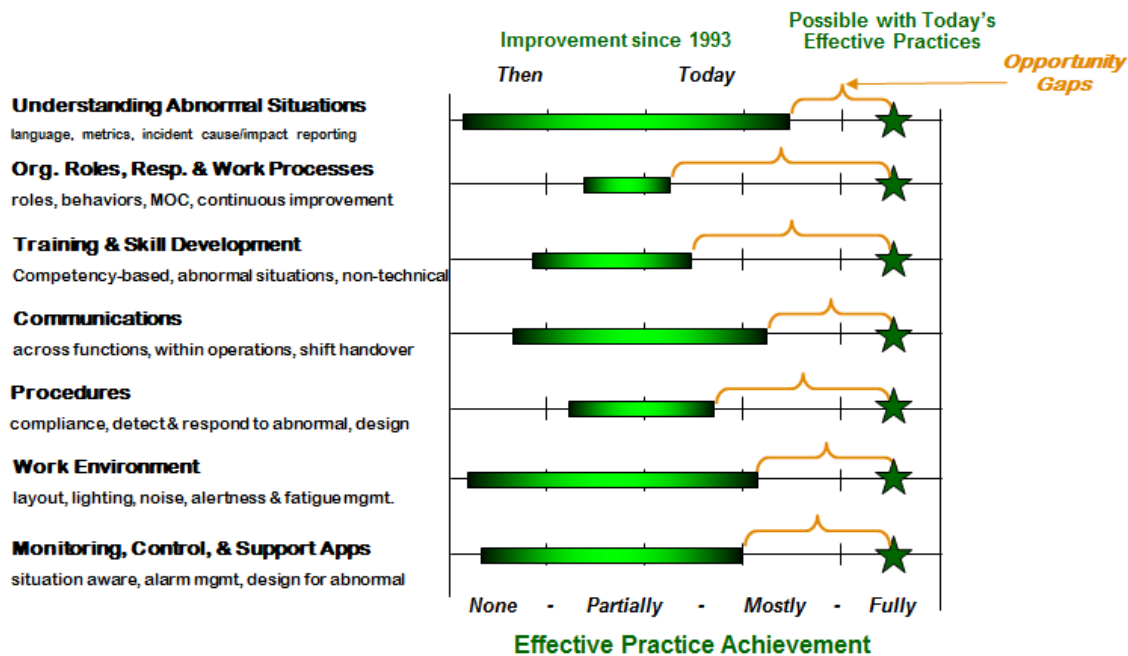 Improvement since 1993
Possible with Today's
Effective Practices
Then
Today
Opportunity
Gaps
Understanding Abnormal Situations
language, metrics, incident cause/impact reporting
Org. Roles, Resp. & Work Processes
roles, behaviors, MOC, continuous improvement
Training & Skill Development
Competency-based, abnormal situations, non-technical
Communications
across functions, within operations, shift handover
Procedures
compliance, detect & respond to abnormal, design
Work Environment
layout, lighting, noise, alertness & fatigue mgmt.
Monitoring, Control, & Support Apps
situation aware, alarm mgmt, design for abnormal
None - Partially - Mostly - Fully
Effective Practice Achievement